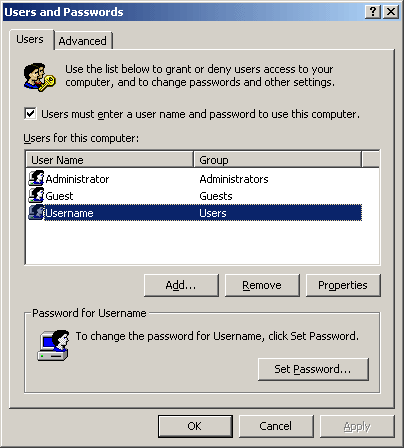 Users and Passwords
Users Advanced
Use the list below to grant or deny users access to your
computer, and to change passwords and other settings.
Users must enter a user name and password to use this computer.
Users for this computer:
User Name Group
Administrator Administrators
Guest Guests
Username Users
Add... Remove Properties
Password for Username
To change the password for Username, click Set Password.
Set Password...
OK Cancel Apply